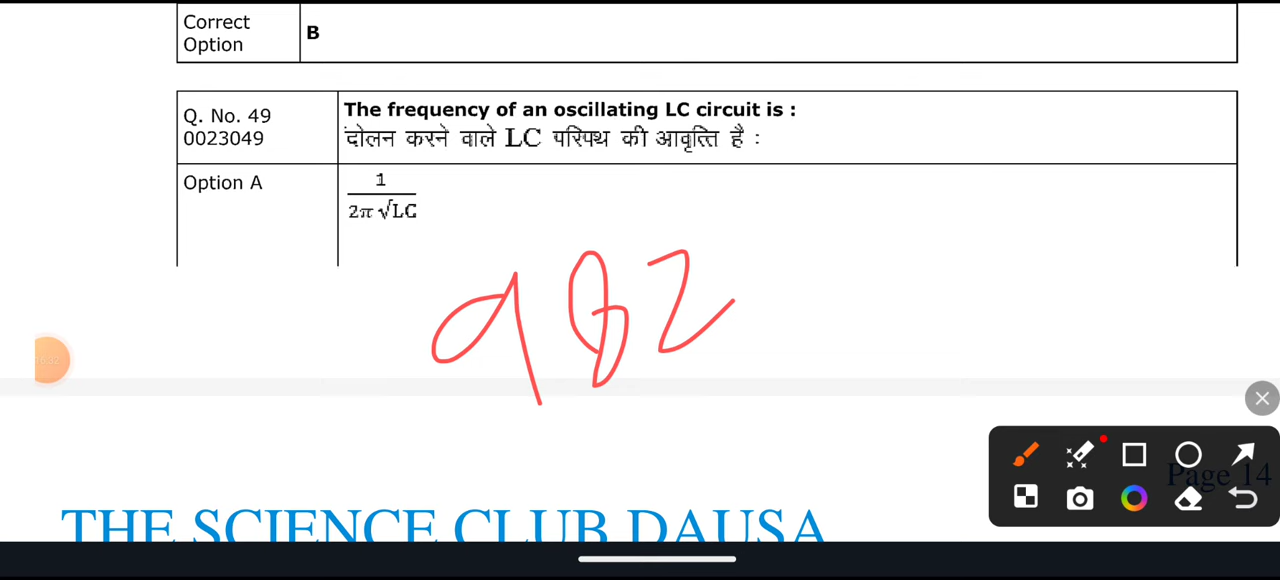 Correct Option
B
Q. No. 49
0023049
The frequency of an oscillating LC circuit is :
दोलन करने वाले LC परिपथ की आवृत्ति है :
Option A
1
2π √LC
Page 14
THE SCIENCE CLUB DAUSA